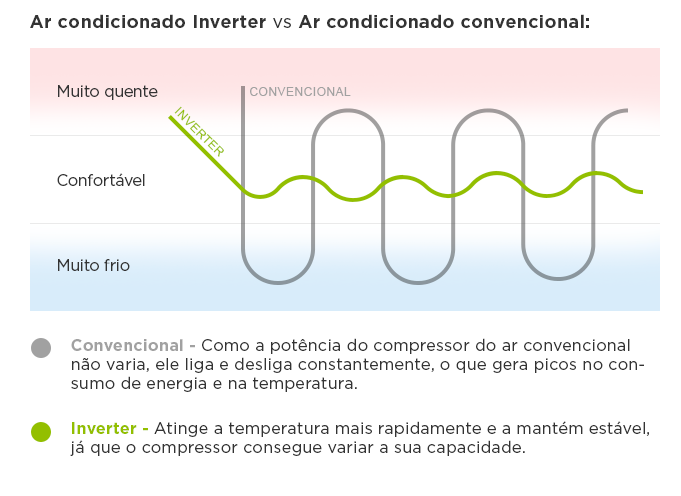 Ar condicionado Inverter vs Ar condicionado convencional:
Muito quente
CONVENCIONAL
INVERTER
Confortável
Muito frio
Convencional - Como a potência do compressor do ar convencional
não varia, ele liga e desliga constantemente, o que gera picos no con-
sumo de energia e na temperatura.
Inverter - Atinge a temperatura mais rapidamente e a mantém estável,
já que o compressor consegue variar a sua capacidade.